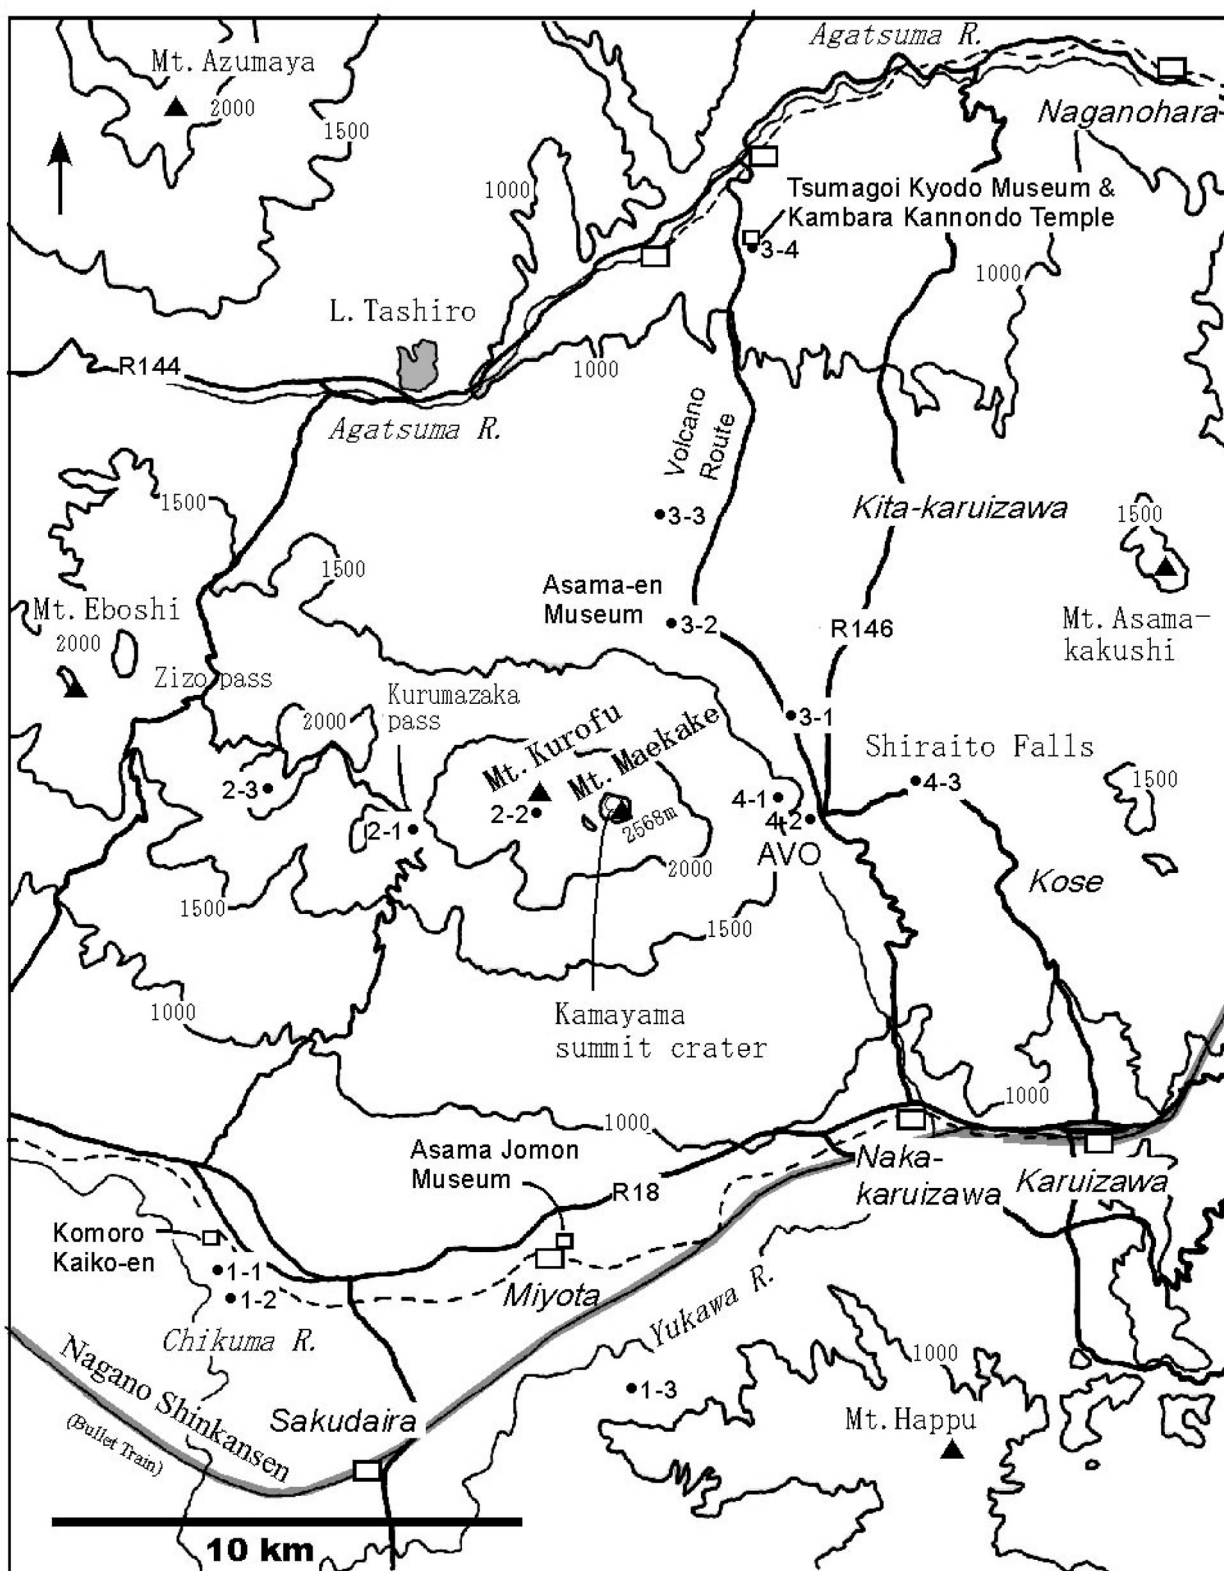 Agatsuma R.
Mt. Azumaya
2000
1500
Naganohara
1000
Tsumagoi Kyodo Museum &
Kambara Kannondo Temple
3-4
1000
L. Tashiro
R144
1000
Agatsuma R.
Volcano
Route
1500
3-3
Kita-karuizawa
1500
1500
Asama-en
Museum
Mt. Eboshi
2000
3-2
R146
Mt. Asama-
kakushi
Zizo pass
Kurumazaka
pass
2000
Mt. Kurofu
Mt. Maekake
3-1
Shiraito Falls
2-3
2-1
2-2
2568m
4-1
4-2
4-3
1500
AVO
2000
Kose
1500
1500
1000
Kamayama
summit crater
1000
1000
Asama Jomon
Museum
R18
Naka-
karuizawa
Karuizawa
Komoro
Kaiko-en
1-1
1-2
Miyota
Yukawa R.
Chikuma R.
1000
1-3
Nagano Shinkansen
(Bullet Train)
Sakudaira
Mt. Happu
10 km